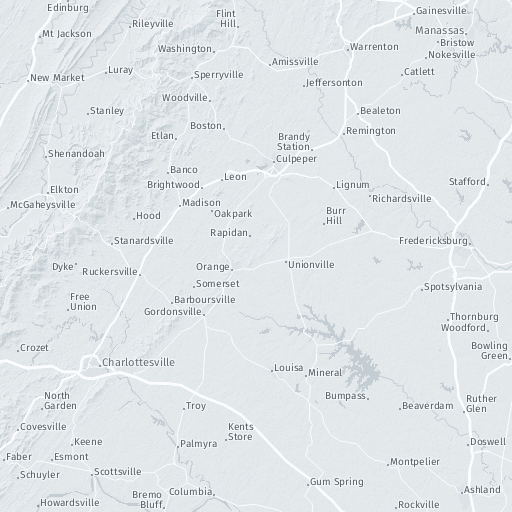 Edinburg
Flint
Hill
Gainesville
Mt Jackson
Rileyville
Manassas
Bristow
Washington
Warrenton
Nokesville
Amissville
New Market
Luray
Sperryville
Catlett
Jeffersonton
Woodville
Stanley
Bealeton
Boston
Etlan
Brandy
Station
Remington
Shenandoah
Culpeper
Banco
Leon
Brightwood
Lignum
Stafford
Elkton
Richardsville
McGaheysville
Madison
Hood
Oakpark
Burr
Hill
Rapidan
Stanardsville
Fredericksburg
Dyke
Ruckersville
Orange
Unionville
Somerset
Spotsylvania
Free
Union
Barboursville
Gordonsville
Thornburg
Woodford
Crozet
Bowling
Green
Charlottesville
Louisa
Mineral
North
Garden
Bumpass
Troy
Beaverdam
Ruther
Glen
Covesville
Kents
Store
Keene
Palmyra
Doswell
Faber
Esmont
Montpelier
Schuyler
Scottsville
Gum Spring
Howardsville
Bremo
Bluff
Columbia
Ashland
Rockville